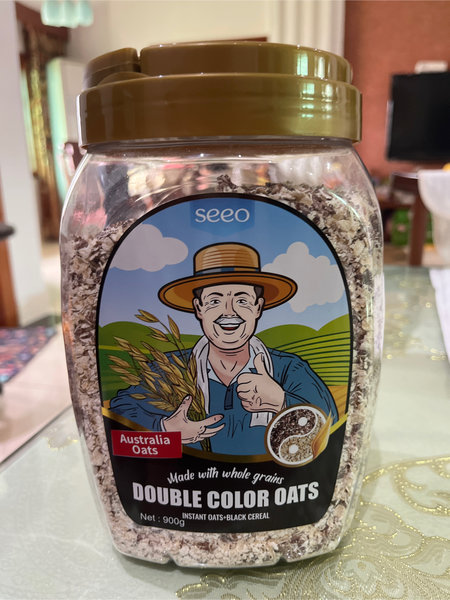 seeo
Australia
Oats
Made with whole grains
DOUBLE COLOR OATS
INSTANT OATS+BLACK CEREAL
Net : 900g